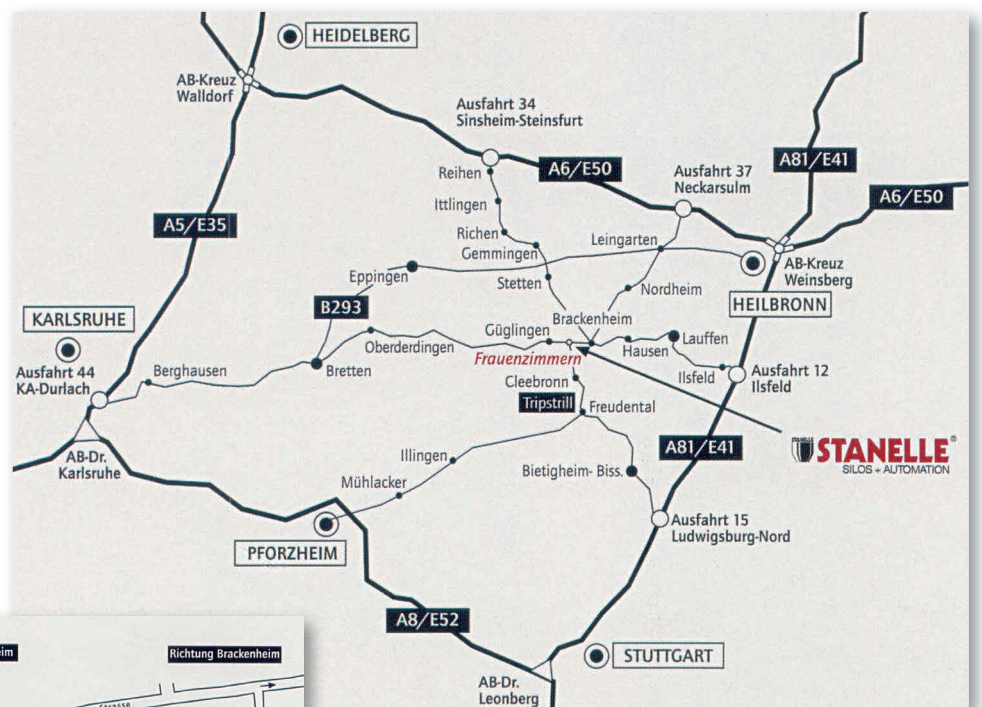 HEIDELBERG
AB-Kreuz
Walldorf
Ausfahrt 34
Sinsheim-Steinsfurt
A6/E50
Ausfahrt 37
Neckarsulm
A81/E41
A6/E50
Reihen
Ittlingen
A5/E35
Richen
Gemmingen
Leingarten
AB-Kreuz
Weinsberg
Eppingen
Stetten
Nordheim
HEILBRONN
B293
KARLSRUHE
Brackenheim
Güglingen
Lauffen
Oberderdingen
Hausen
Frauenzimmern
Ausfahrt 44
KA-Durlach
Berghausen
Bretten
Cleebronn
Ilsfeld
Ausfahrt 12
Ilsfeld
Tripstrill
Freudental
STANELLE®
SILOS + AUTOMATION
A81/E41
AB-Dr.
Karlsruhe
Illingen
Mühlacker
Bietigheim- Biss.
Ausfahrt 15
Ludwigsburg-Nord
PFORZHEIM
A8/E52
STUTTGART
AB-Dr.
Leonberg
eim
Richtung Brackenheim
Strasse